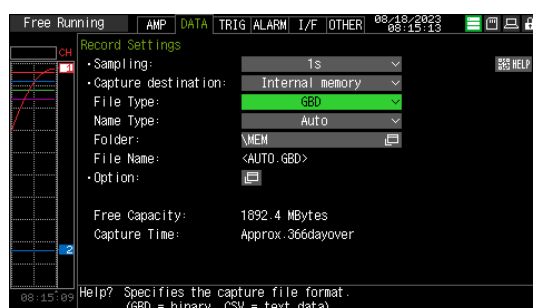 Free Running AMP DATA TRIG ALARM I/F OTHER 08/18/2023 08:15:13
CH
Record Settings
1
•Sampling: 1s
HELP
•Capture destination: Internal memory
File Type: GBD
Name Type: Auto
Folder: \MEM
File Name: <AUTO.GBD>
•Option:
Free Capacity: 1892.4 MBytes
Capture Time: Approx.366dayover
2
08:15:09
Help? Specifies the capture file format.
(GBD = binary, CSV = text data)